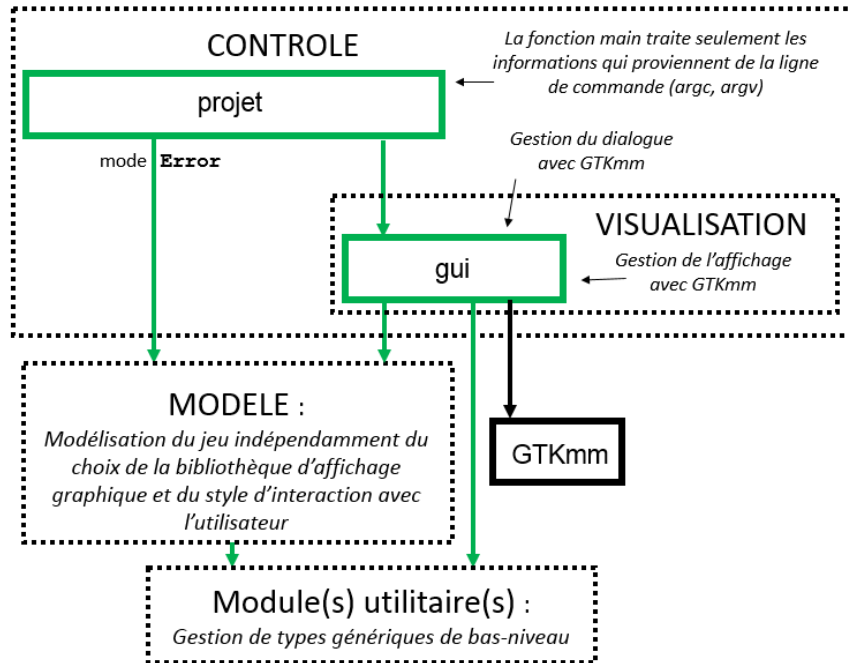 CONTROLE
La fonction main traite seulement les
informations qui proviennent de la ligne
de commande (argc, argv)
projet
mode Error
Gestion du dialogue
avec GTKmm
VISUALISATION
gui
Gestion de l'affichage
avec GTKmm
MODELE :
Modélisation du jeu indépendamment du
choix de la bibliothèque d'affichage
graphique et du style d'interaction avec
l'utilisateur
GTKmm
Module(s) utilitaire(s) :
Gestion de types génériques de bas-niveau